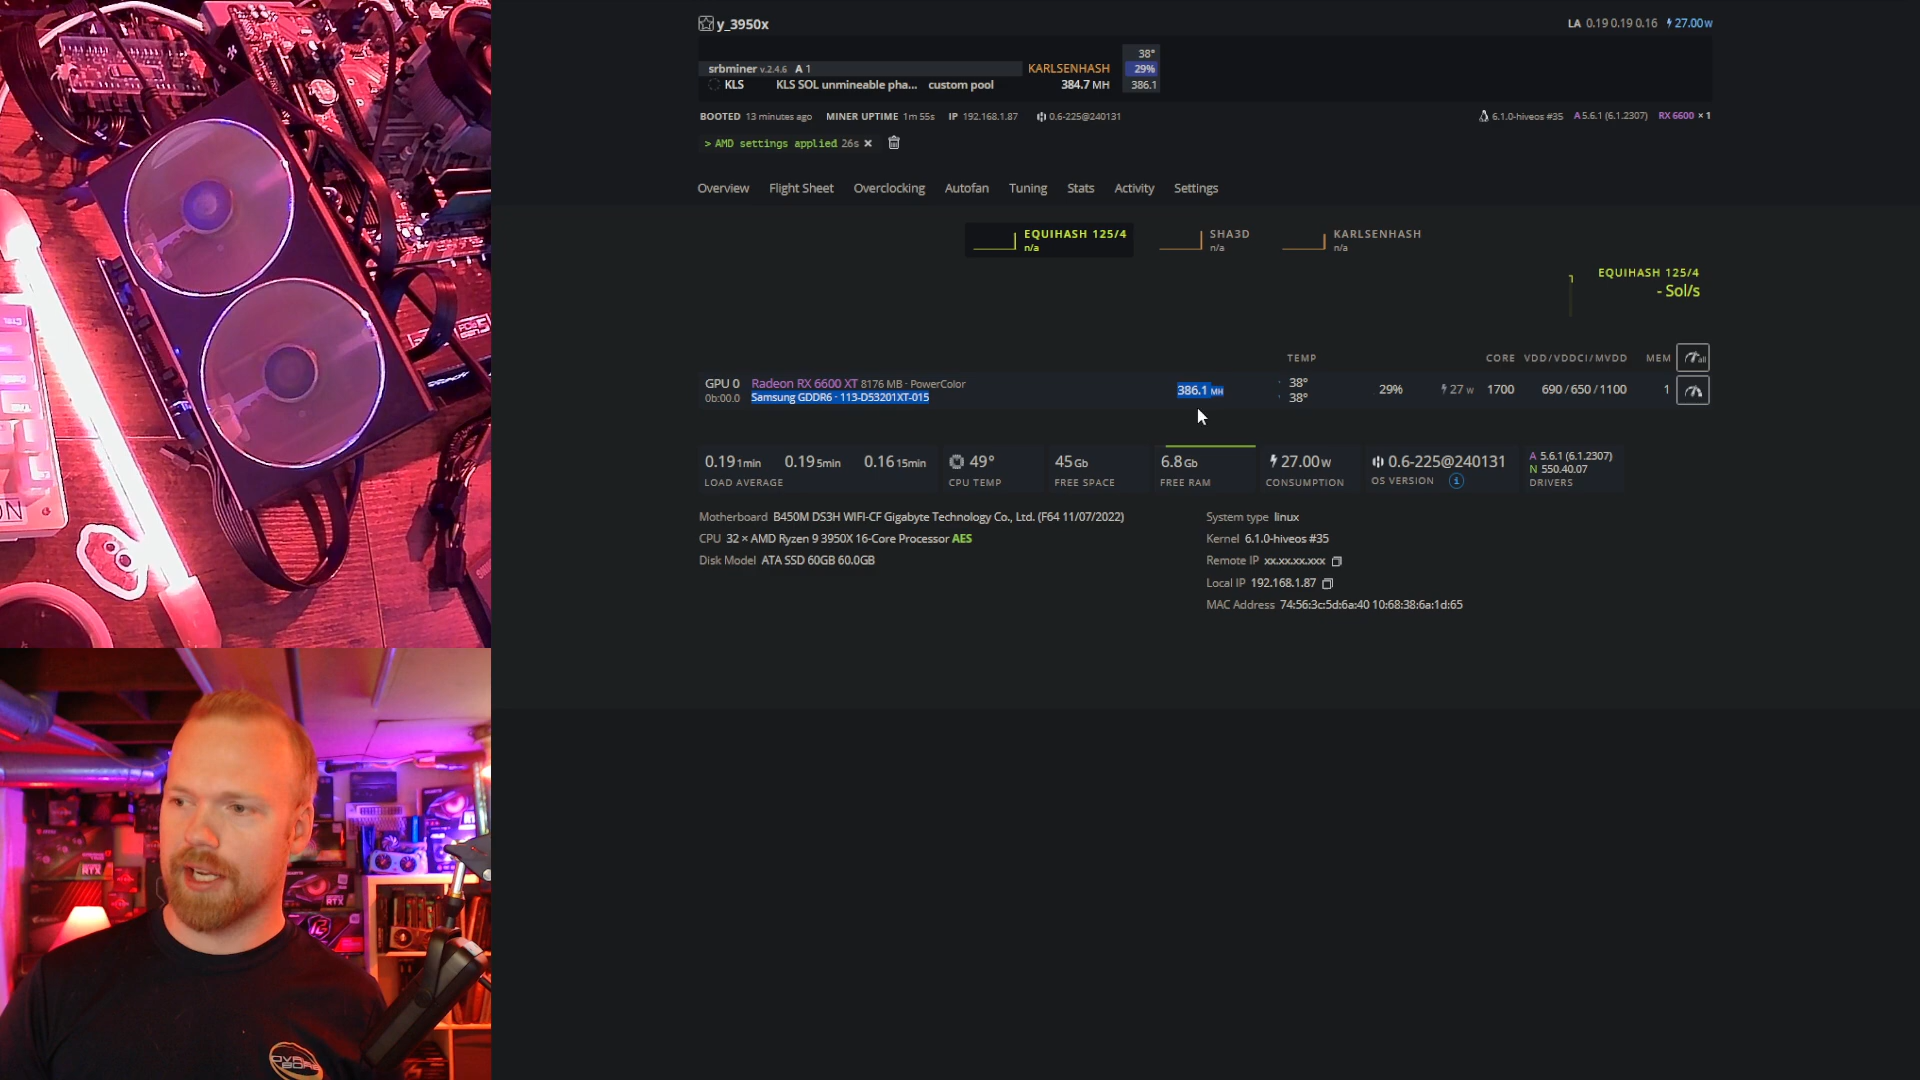 y_3950x
LA 0.19 0.19 0.16 27.00W
38°
srbminer v.2.4.6 A 1 KARLSENHASH 29%
KLS KLS SOL unmineable pha... custom pool 384.7 MH 386.1
BOOTED 13 minutes ago MINER UPTIME 1m 55s IP 192.168.1.87 0.6-225@240131
6.1.0-hiveos #35 A 5.6.1 (6.1.2307) RX 6600 × 1
> AMD settings applied 26s ×
Overview Flight Sheet Overclocking Autofan Tuning Stats Activity Settings
EQUIHASH 125/4
n/a
SHA3D
n/a
KARLSENHASH
n/a
EQUIHASH 125/4
- Sol/s
TEMP CORE VDD/VDDCI/MVDD MEM
all
GPU 0 Radeon RX 6600 XT 8176 MB · PowerColor
0b:00.0 Samsung GDDR6 · 113-D53201XT-015
386.1 MH
38°
38°
29% 27 W 1700 690/650/1100 1
0.19 1min 0.19 5min 0.16 15min
LOAD AVERAGE
49°
CPU TEMP
45 Gb
FREE SPACE
6.8 Gb
FREE RAM
27.00 W
CONSUMPTION
0.6-225@240131
OS VERSION
A 5.6.1 (6.1.2307)
N 550.40.07
DRIVERS
Motherboard B450M DS3H WIFI-CF Gigabyte Technology Co., Ltd. (F64 11/07/2022)
CPU 32 × AMD Ryzen 9 3950X 16-Core Processor AES
Disk Model ATA SSD 60GB 60.0GB
System type linux
Kernel 6.1.0-hiveos #35
Remote IP xx.xx.xx.xxx
Local IP 192.168.1.87
MAC Address 74:56:3c:5d:6a:40 10:68:38:6a:1d:65
CTRL
RTX
RTX